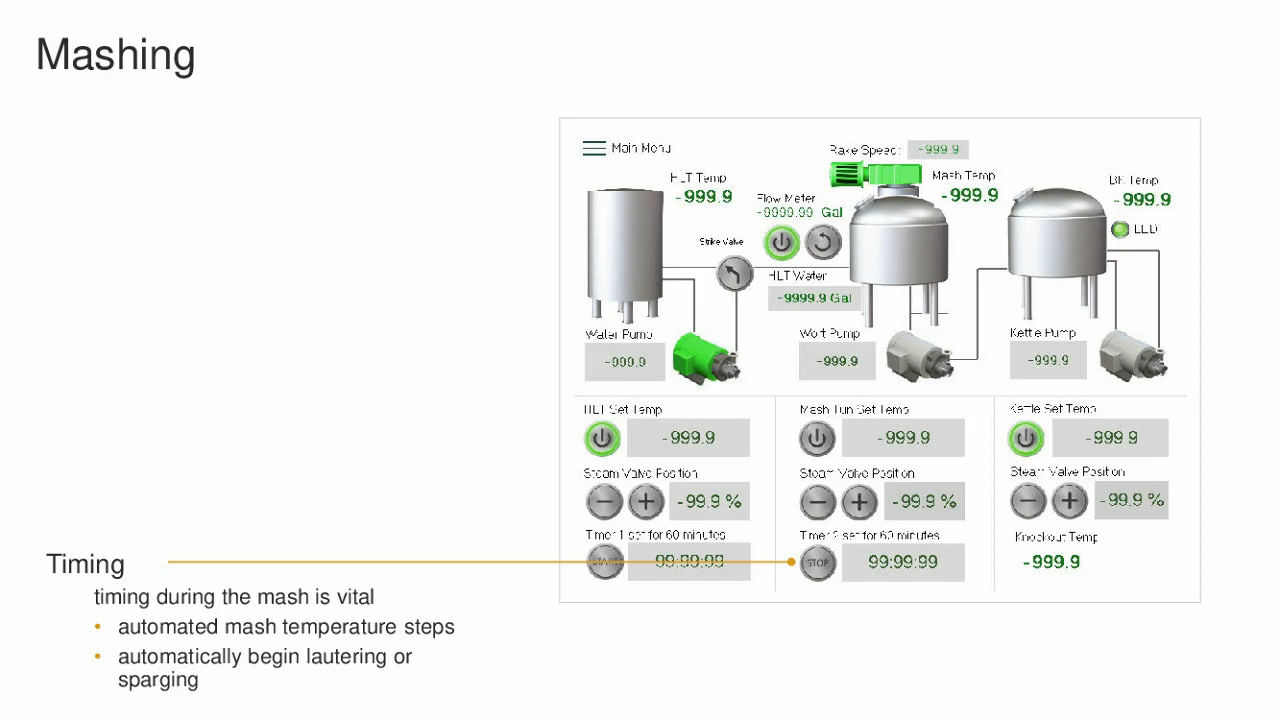 Mashing
Main Menu
Rake Speed: -999.9
HLT Temp
-999.9
Mash Temp
-999.9
BK Temp
-999.9
Flow Meter
-9999.99 Gal
LED
Strike Valve
HLT Water
-9999.9 Gal
Water Pump
-999.9
Wort Pump
-999.9
Kettle Pump
-999.9
HLT Set Temp
-999.9
Mash Tun Set Temp
-999.9
Kettle Set Temp
-999.9
Steam Valve Position
-99.9 %
Steam Valve Position
-99.9 %
Steam Valve Position
-99.9 %
Timer 1 set for 60 minutes
START 99:99:99
Timer 2 set for 60 minutes
STOP 99:99:99
Knockout Temp
-999.9
Timing
timing during the mash is vital
• automated mash temperature steps
• automatically begin lautering or
sparging